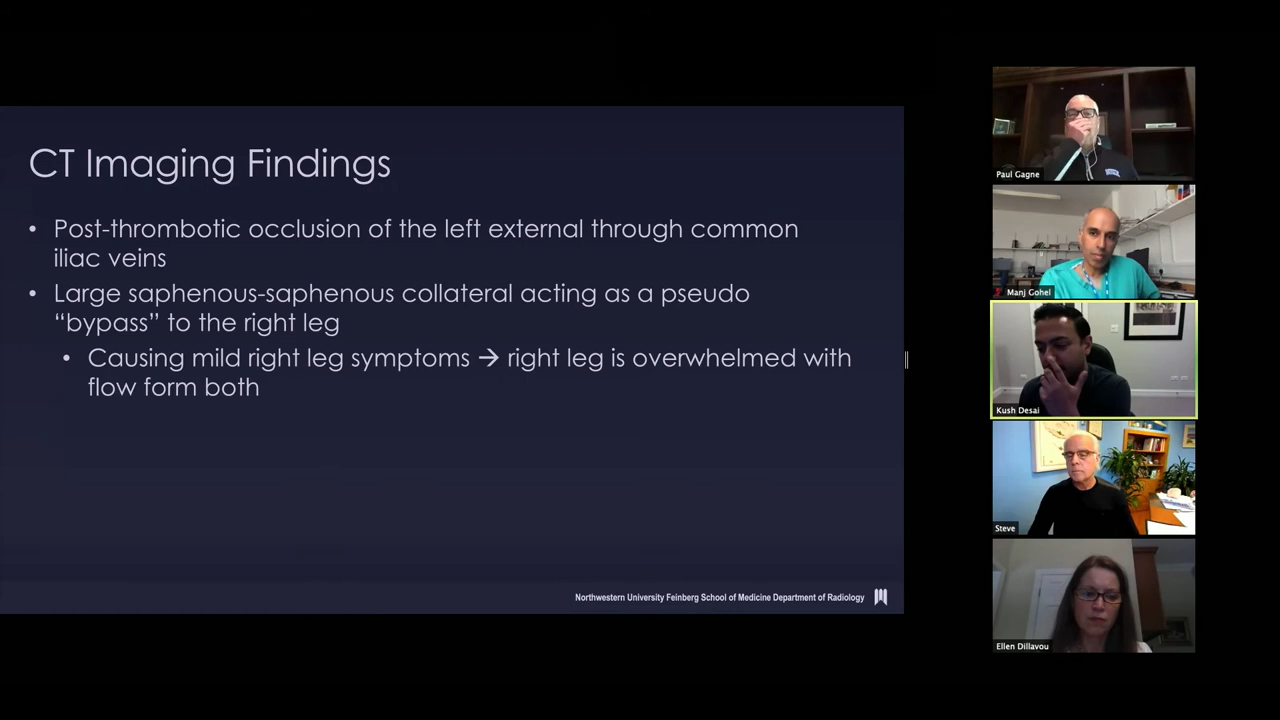 CT Imaging Findings
• Post-thrombotic occlusion of the left external through common
iliac veins
• Large saphenous-saphenous collateral acting as a pseudo
“bypass” to the right leg
• Causing mild right leg symptoms → right leg is overwhelmed with
flow form both
Northwestern University Feinberg School of Medicine Department of Radiology
Paul Gagne
Manj Gohel
Kush Desai
Steve
Ellen Dillavou